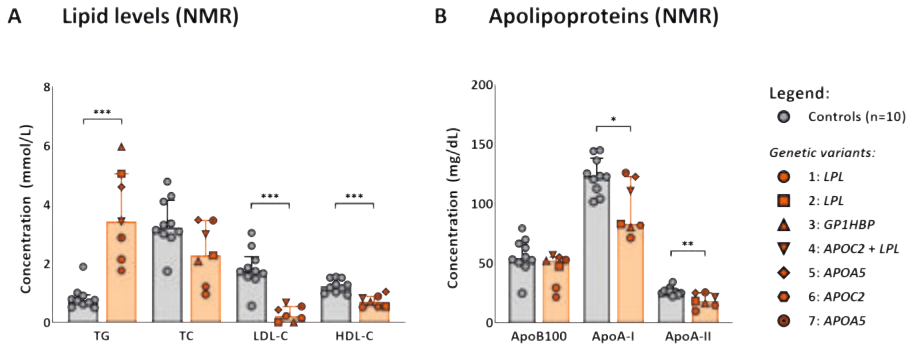 A Lipid levels (NMR)
Concentration (mmol/L)
8
6
4
2
0
***
***
***
TG TC LDL-C HDL-C
B Apolipoproteins (NMR)
Concentration (mg/dL)
200
150
100
50
0
*
**
ApoB100 ApoA-I ApoA-II
Legend:
Controls (n=10)
Genetic variants:
1: LPL
2: LPL
3: GP1HBP
4: APOC2 + LPL
5: APOA5
6: APOC2
7: APOA5